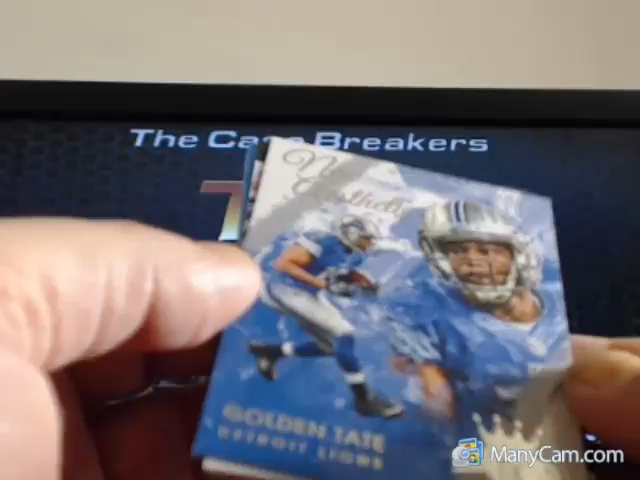 The Case Breakers
GOLDEN TATE
DETROIT LIONS
ManyCam.com